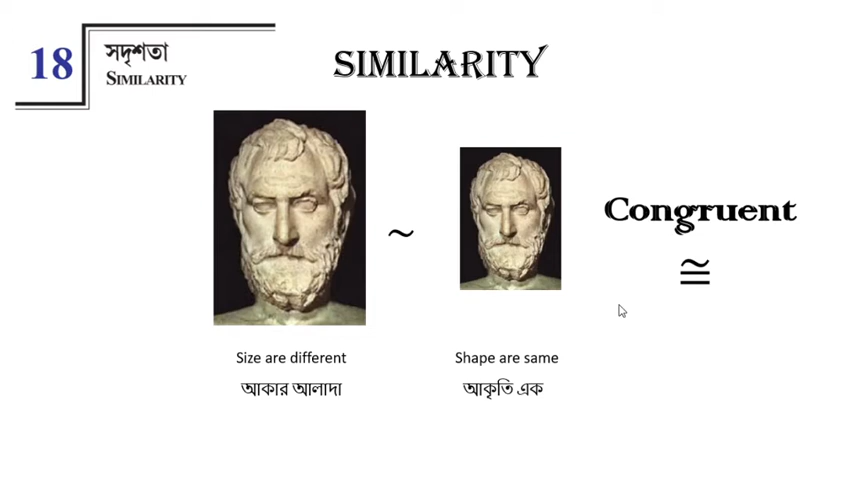 18
সদৃশতা
SIMILARITY
SIMILARITY
~
Congruent
≅
Size are different
Shape are same
আকার আলাদা
আকৃতি এক